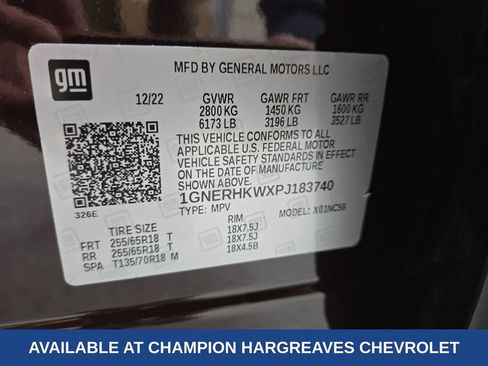 gm
MFD BY GENERAL MOTORS LLC
12/22 GVWR GAWR FRT GAWR RR
2800 KG 1450 KG 1600 KG
6173 LB 3196 LB 3527 LB
THIS VEHICLE CONFORMS TO ALL
APPLICABLE U.S. FEDERAL MOTOR
VEHICLE SAFETY STANDARDS IN EFFECT
ON THE DATE OF MANUFACTURE
SHOWN ABOVE.
1GNERHKWXPJ183740
TYPE: MPV MODEL: X01NC56
326E
TIRE SIZE RIM
FRT 255/65R18 T 18X7.5J
RR 255/65R18 T 18X7.5J
SPA T135/70R18 M 18X4.5B
AVAILABLE AT CHAMPION HARGREAVES CHEVROLET